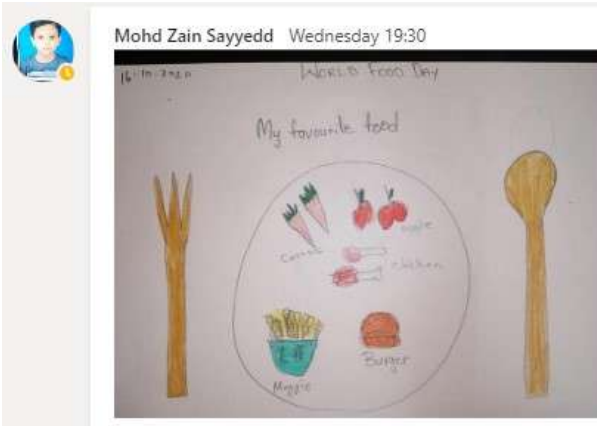 Mohd Zain Sayyedd Wednesday 19:30
16-10-2020
WORLD FOOD DAY
My favourite food
apple
Carrot
chicken
Maggie
Burger